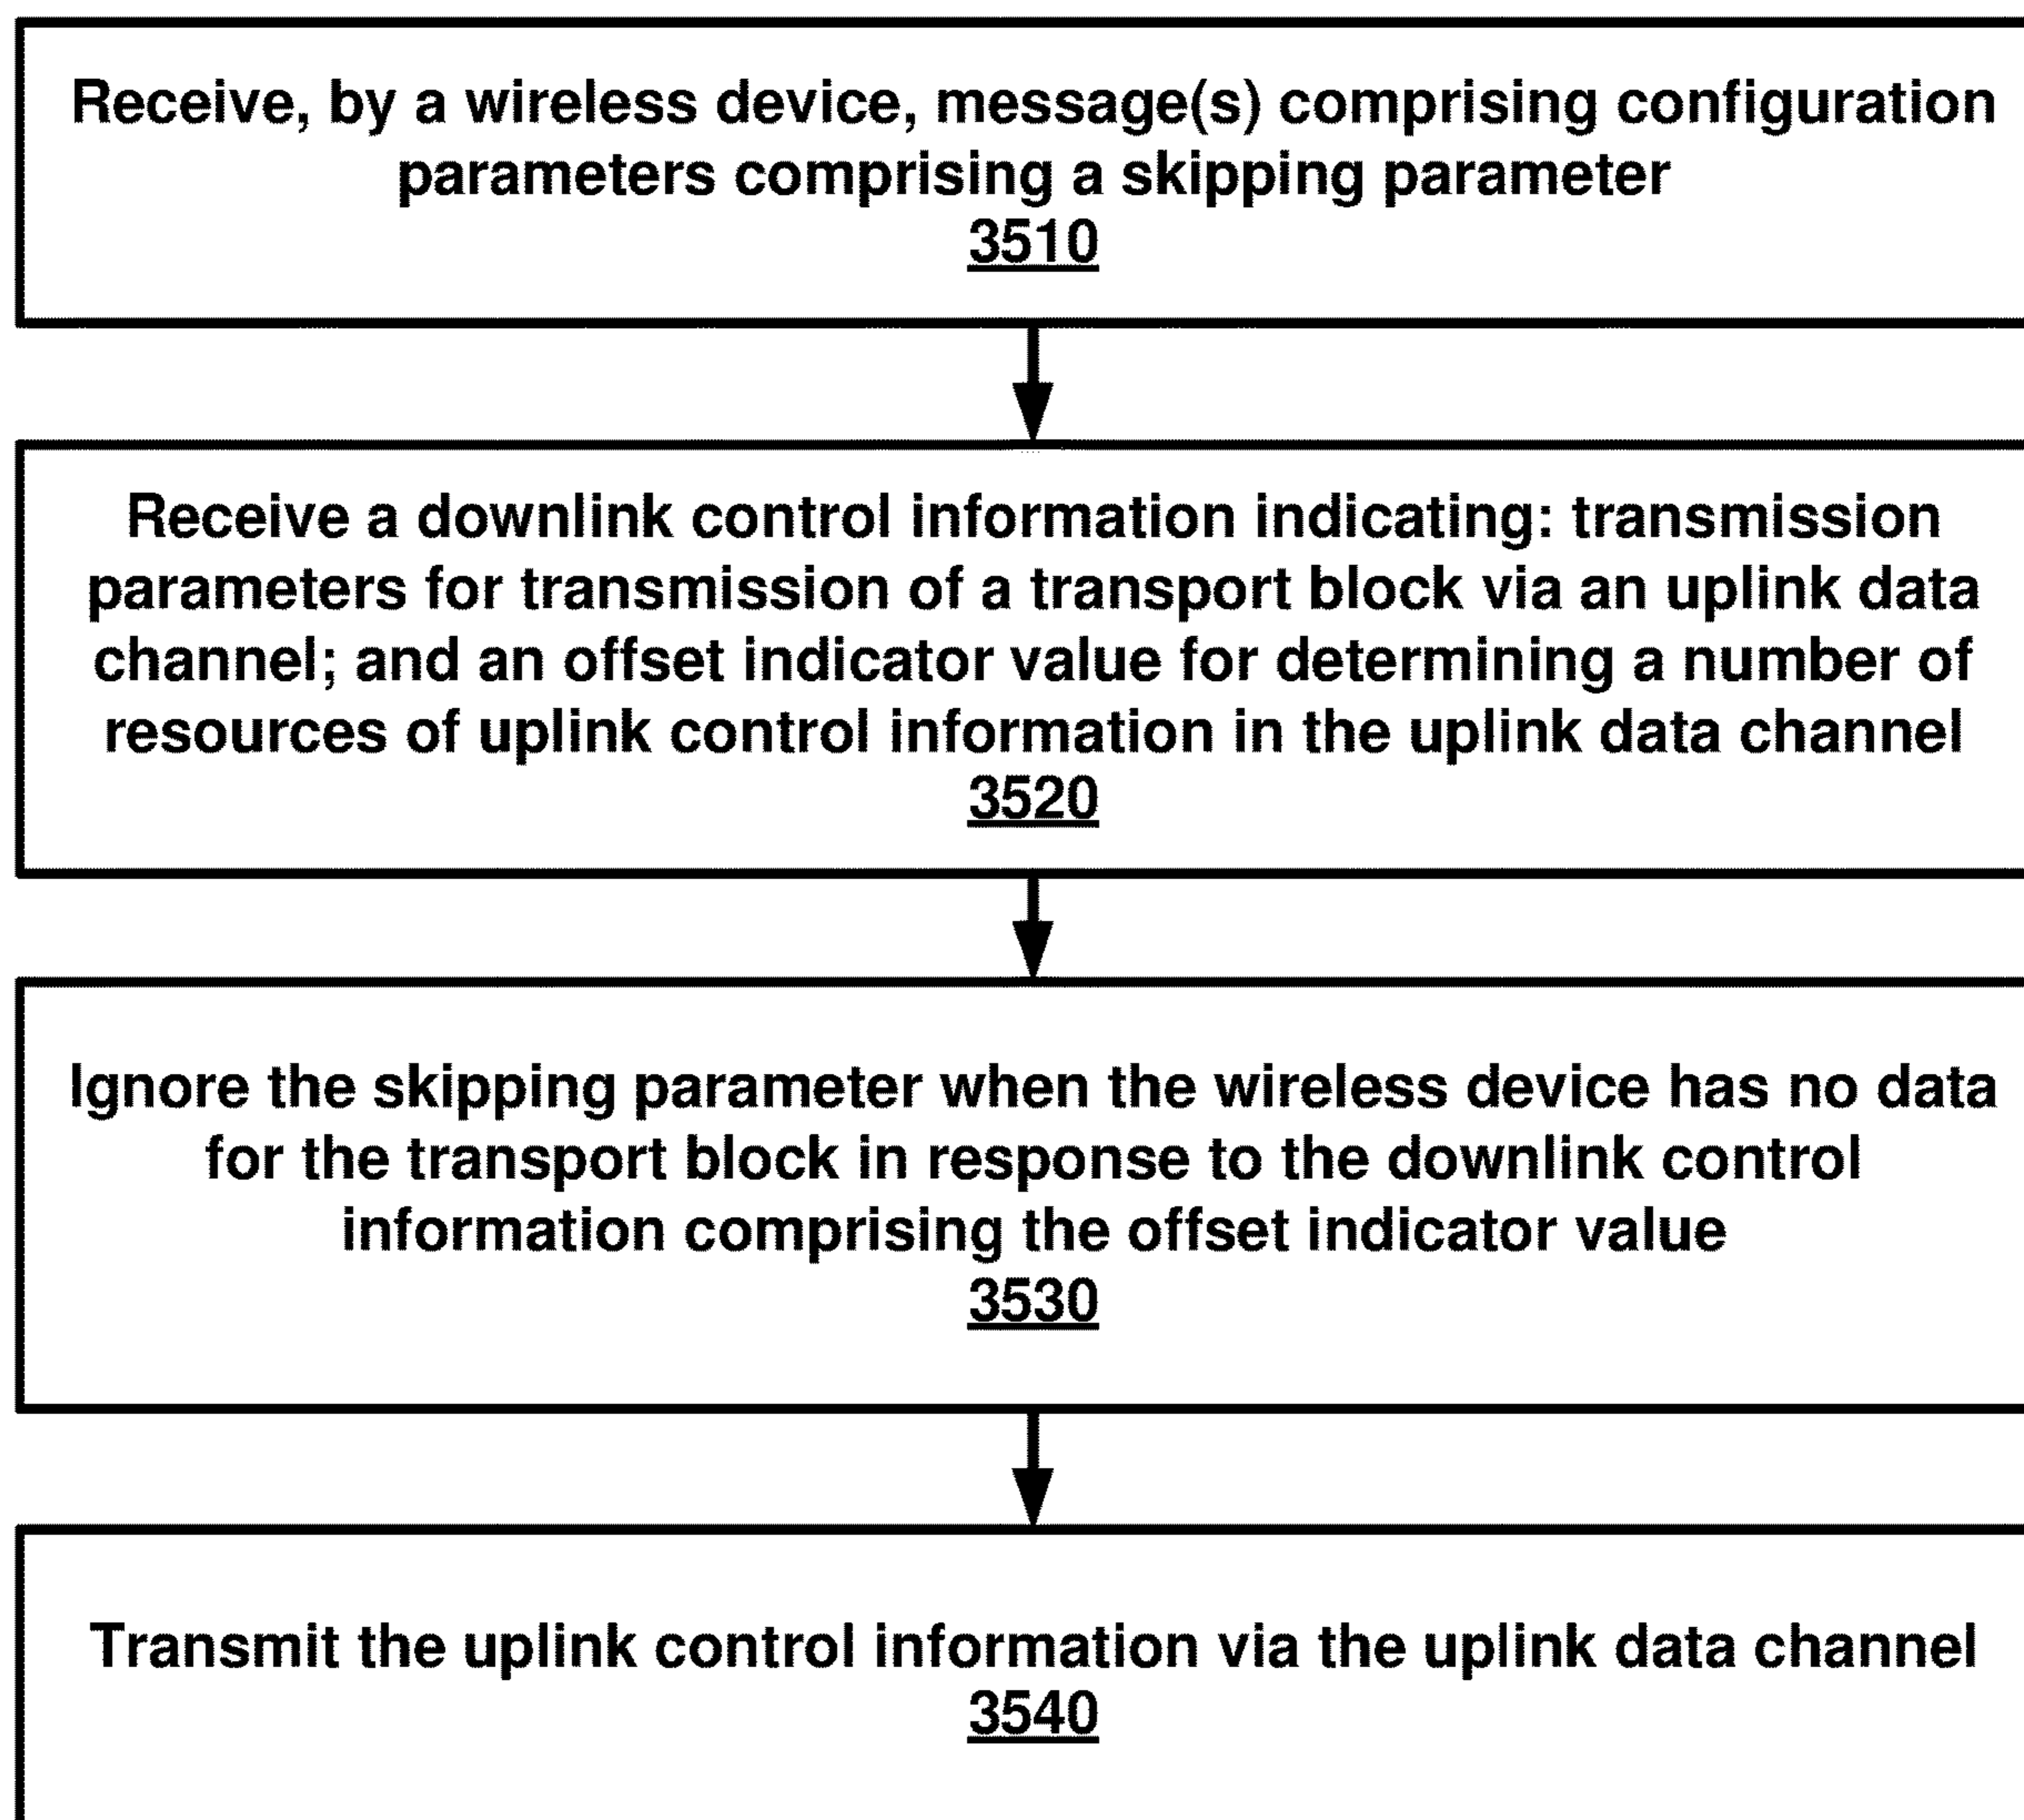 Receive, by a wireless device, message(s) comprising configuration
parameters comprising a skipping parameter
3510
Receive a downlink control information indicating: transmission
parameters for transmission of a transport block via an uplink data
channel; and an offset indicator value for determining a number of
resources of uplink control information in the uplink data channel
3520
Ignore the skipping parameter when the wireless device has no data
for the transport block in response to the downlink control
information comprising the offset indicator value
3530
Transmit the uplink control information via the uplink data channel
3540